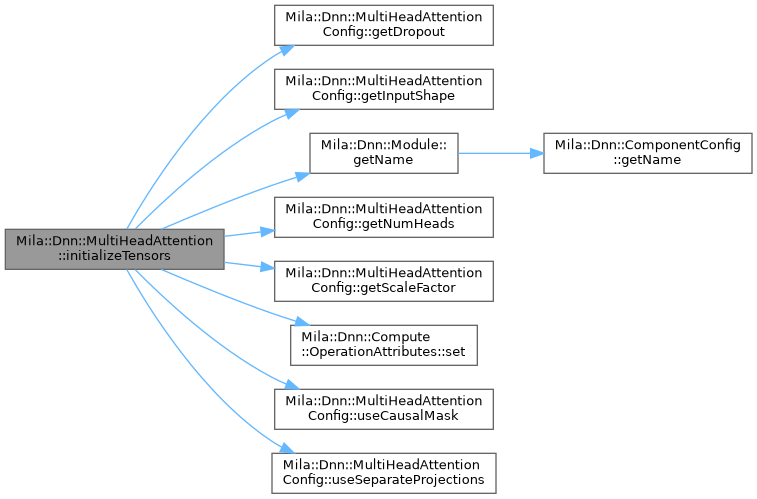 Mila::Dnn::MultiHeadAttention
::initializeTensors
Mila::Dnn::MultiHeadAttention
Config::getDropout
Mila::Dnn::MultiHeadAttention
Config::getInputShape
Mila::Dnn::Module::
getName
Mila::Dnn::ComponentConfig
::getName
Mila::Dnn::MultiHeadAttention
Config::getNumHeads
Mila::Dnn::MultiHeadAttention
Config::getScaleFactor
Mila::Dnn::Compute
::OperationAttributes::set
Mila::Dnn::MultiHeadAttention
Config::useCausalMask
Mila::Dnn::MultiHeadAttention
Config::useSeparateProjections